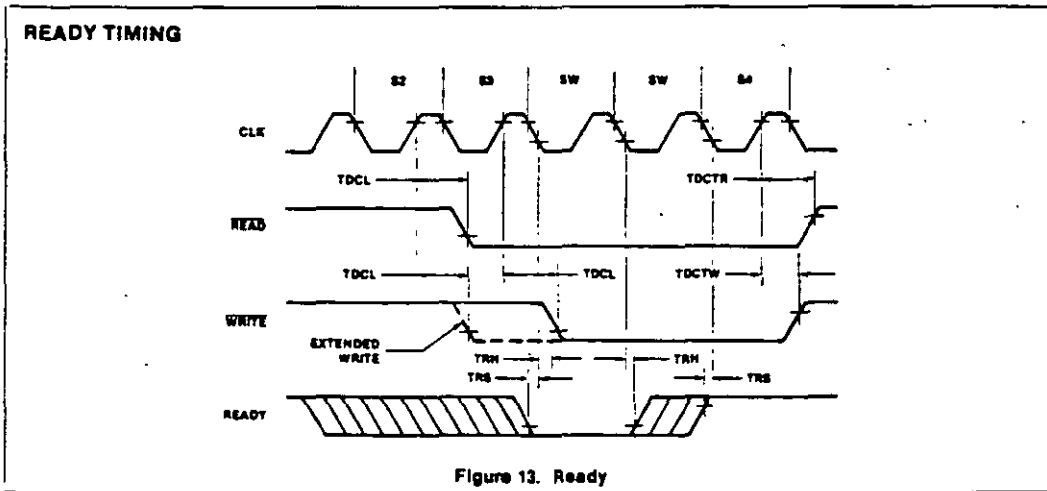 READY TIMING
S2 S3 SW SW S4
CLK
TDCL TDCTR
READ
TDCL TDCL TDCTW
WRITE
EXTENDED
WRITE
TRH TRH
TRS TRS
READY
Figure 13. Ready